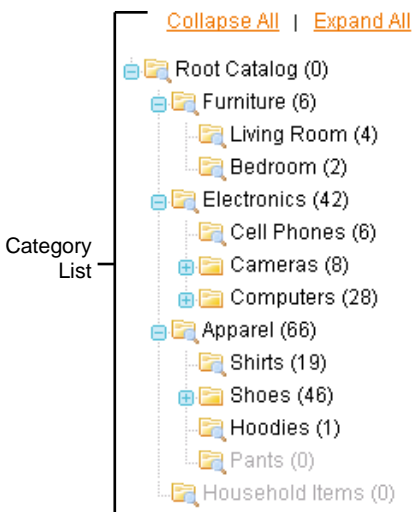 Collapse All | Expand All
Root Catalog (0)
Furniture (6)
Living Room (4)
Bedroom (2)
Electronics (42)
Cell Phones (6)
Category
List
Cameras (8)
Computers (28)
Apparel (66)
Shirts (19)
Shoes (46)
Hoodies (1)
Pants (0)
Household Items (0)